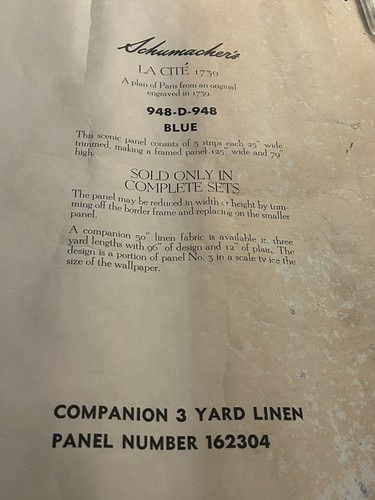 Schumacher's
LA CITÉ 1739
A plan of Paris from an original
engraved in 1739.
948-D-948
BLUE
This scenic panel consists of 5 strips each 25" wide
trimmed, making a framed panel 125" wide and 79"
high.
SOLD ONLY IN
COMPLETE SETS
The panel may be reduced in width or height by trim-
ming off the border frame and replacing on the smaller
panel.
A companion 50" linen fabric is available in three
yard lengths with 96" of design and 12" of plain. The
design is a portion of panel No. 3 in a scale twice the
size of the wallpaper.
COMPANION 3 YARD LINEN
PANEL NUMBER 162304